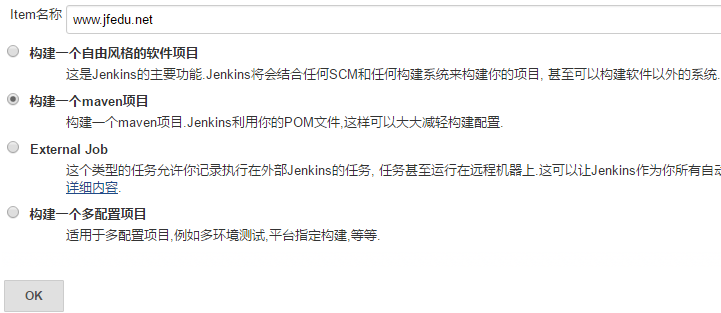 Item名称 www.jfedu.net
构建一个自由风格的软件项目
这是Jenkins的主要功能.Jenkins将会结合任何SCM和任何构建系统来构建你的项目, 甚至可以构建软件以外的系统.
构建一个maven项目
构建一个maven项目.Jenkins利用你的POM文件,这样可以大大减轻构建配置.
External Job
这个类型的任务允许你记录执行在外部Jenkins的任务, 任务甚至运行在远程机器上.这可以让Jenkins作为你所有自动
详细内容.
构建一个多配置项目
适用于多配置项目,例如多环境测试,平台指定构建,等等.
OK